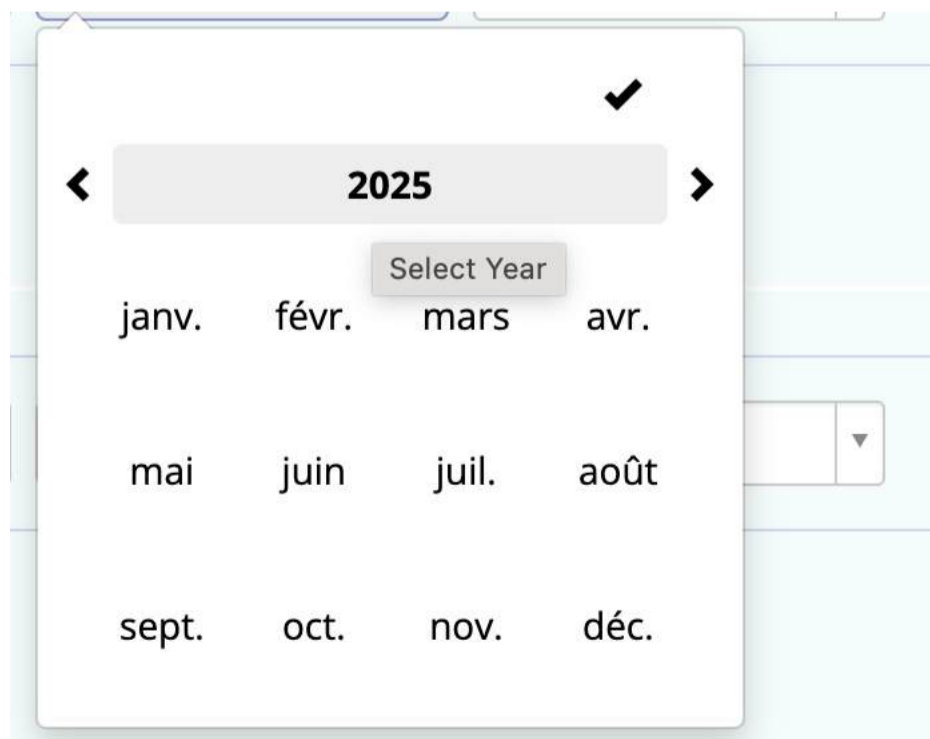 2025
Select Year
janv. févr. mars avr.
mai juin juil. août
sept. oct. nov. déc.